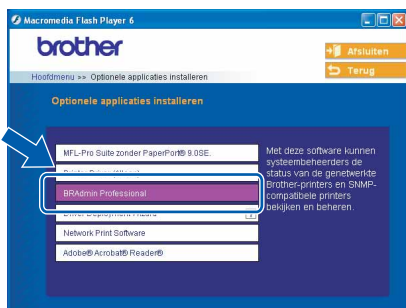 Macromedia Flash Player 6
brother
Afsluiten
Hoofdmenu >> Optionele applicaties installeren
Terug
Optionele applicaties installeren
MFL-Pro Suite zonder PaperPort® 9.0SE.
BRAdmin Professional
Network Print Software
Adobe® Acrobat® Reader®
Met deze software kunnen
systeembeheerders de
status van de genetwerkte
Brother-printers en SNMP-
compatibele printers
bekijken en beheren.